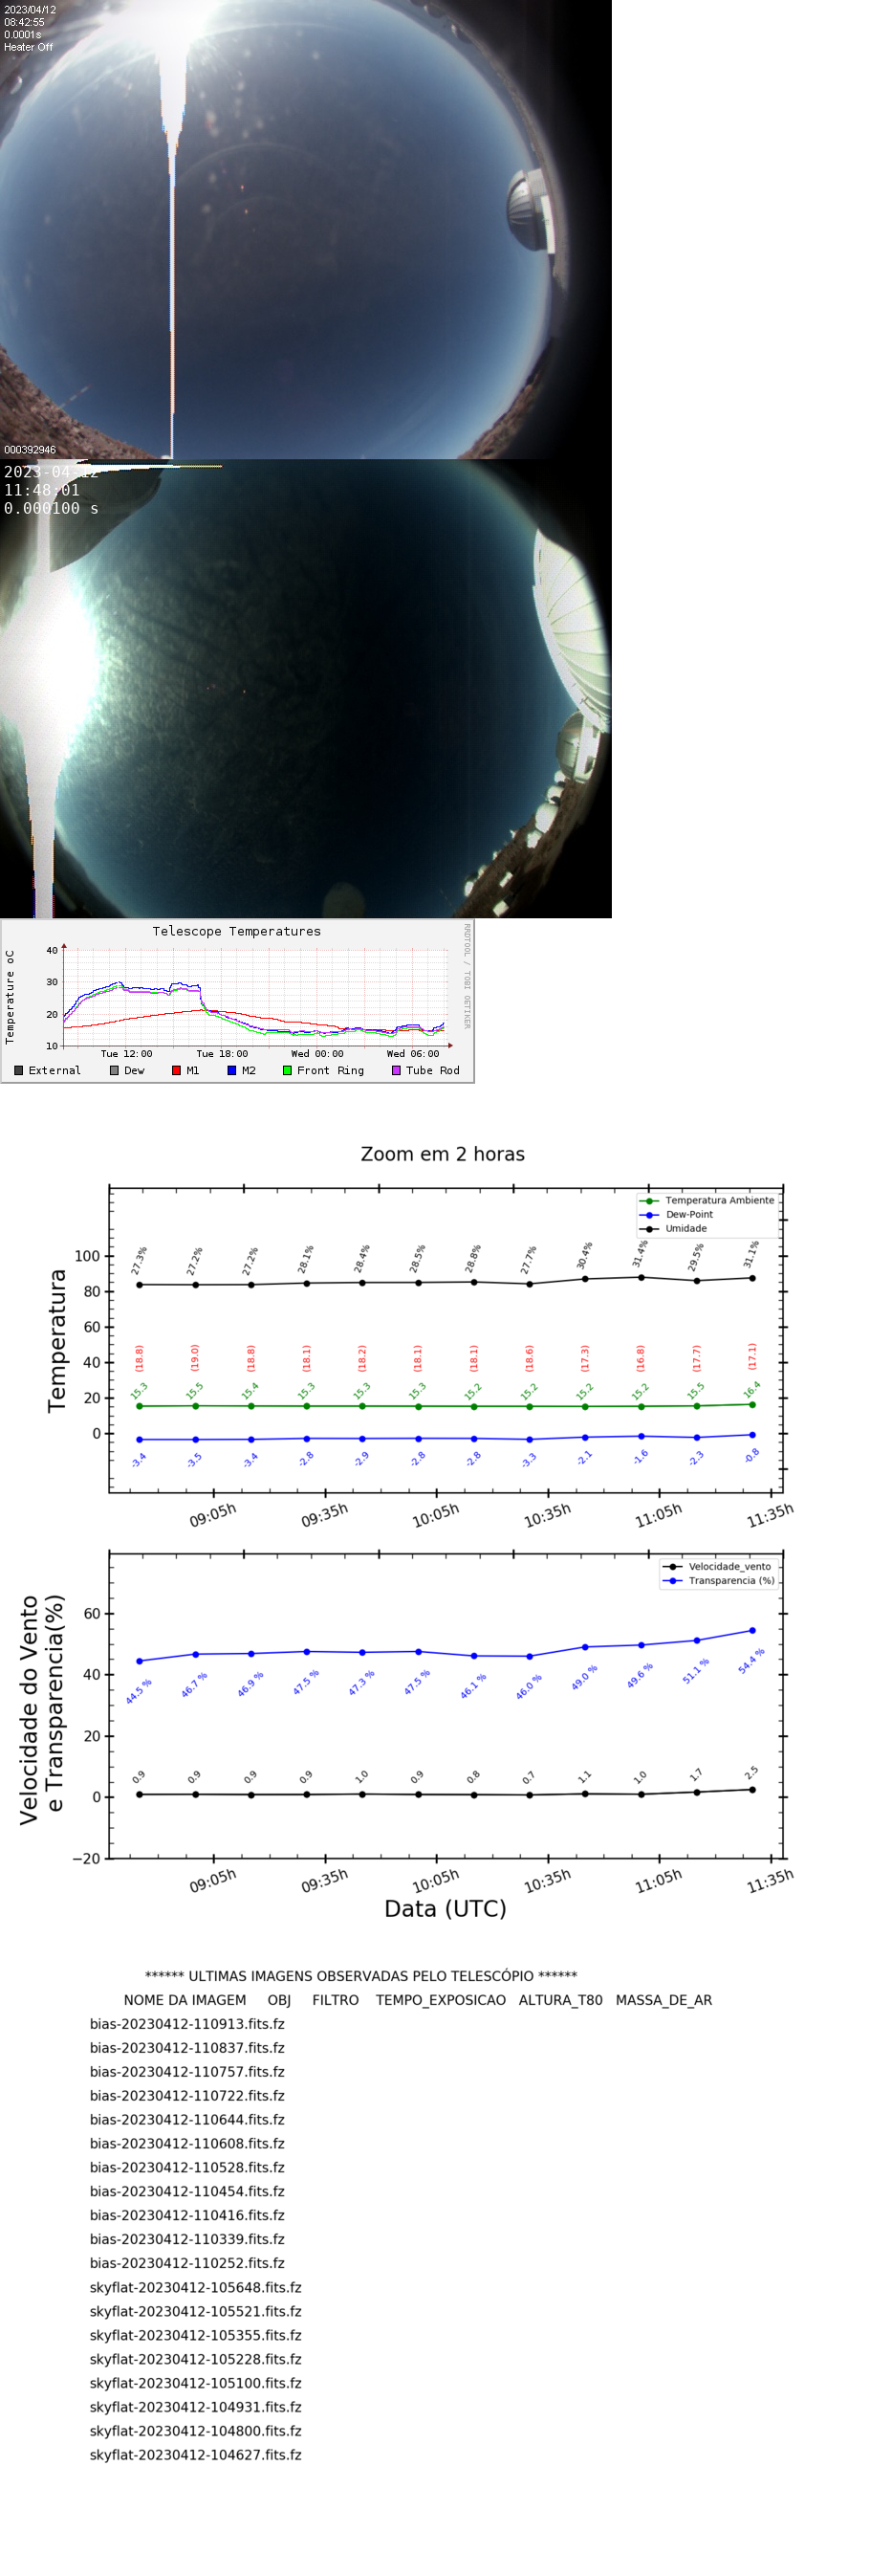 2023/04/12
08:42:55
0.0001s
Heater Off
000392946
2023-04-12
11:48:01
0.000100 s
Telescope Temperatures
RRDTOOL / TOBI OETIKER
Temperature oC
40
30
20
10
Tue 12:00 Tue 18:00 Wed 00:00 Wed 06:00
External Dew M1 M2 Front Ring Tube Rod
Zoom em 2 horas
Temperatura Ambiente
Dew-Point
Umidade
Temperatura
100
80
60
40
20
0
27.3% 27.2% 27.2% 28.1% 28.4% 28.5% 28.8% 27.7% 30.4% 31.4% 29.5% 31.1%
(18.8) (19.0) (18.8) (18.1) (18.2) (18.1) (18.1) (18.6) (17.3) (16.8) (17.7) (17.1)
15.3 15.5 15.4 15.3 15.3 15.3 15.2 15.2 15.2 15.2 15.5 16.4
-3.4 -3.5 -3.4 -2.8 -2.9 -2.8 -2.8 -3.3 -2.1 -1.6 -2.3 -0.8
09:05h 09:35h 10:05h 10:35h 11:05h 11:35h
Velocidade_vento
Transparencia (%)
Velocidade do Vento
e Transparencia(%)
60
40
20
0
−20
44.5 % 46.7 % 46.9 % 47.5 % 47.3 % 47.5 % 46.1 % 46.0 % 49.0 % 49.6 % 51.1 % 54.4 %
0.9 0.9 0.9 0.9 1.0 0.9 0.8 0.7 1.1 1.0 1.7 2.5
09:05h 09:35h 10:05h 10:35h 11:05h 11:35h
Data (UTC)
****** ULTIMAS IMAGENS OBSERVADAS PELO TELESCÓPIO ******
NOME DA IMAGEM OBJ FILTRO TEMPO_EXPOSICAO ALTURA_T80 MASSA_DE_AR
bias-20230412-110913.fits.fz
bias-20230412-110837.fits.fz
bias-20230412-110757.fits.fz
bias-20230412-110722.fits.fz
bias-20230412-110644.fits.fz
bias-20230412-110608.fits.fz
bias-20230412-110528.fits.fz
bias-20230412-110454.fits.fz
bias-20230412-110416.fits.fz
bias-20230412-110339.fits.fz
bias-20230412-110252.fits.fz
skyflat-20230412-105648.fits.fz
skyflat-20230412-105521.fits.fz
skyflat-20230412-105355.fits.fz
skyflat-20230412-105228.fits.fz
skyflat-20230412-105100.fits.fz
skyflat-20230412-104931.fits.fz
skyflat-20230412-104800.fits.fz
skyflat-20230412-104627.fits.fz